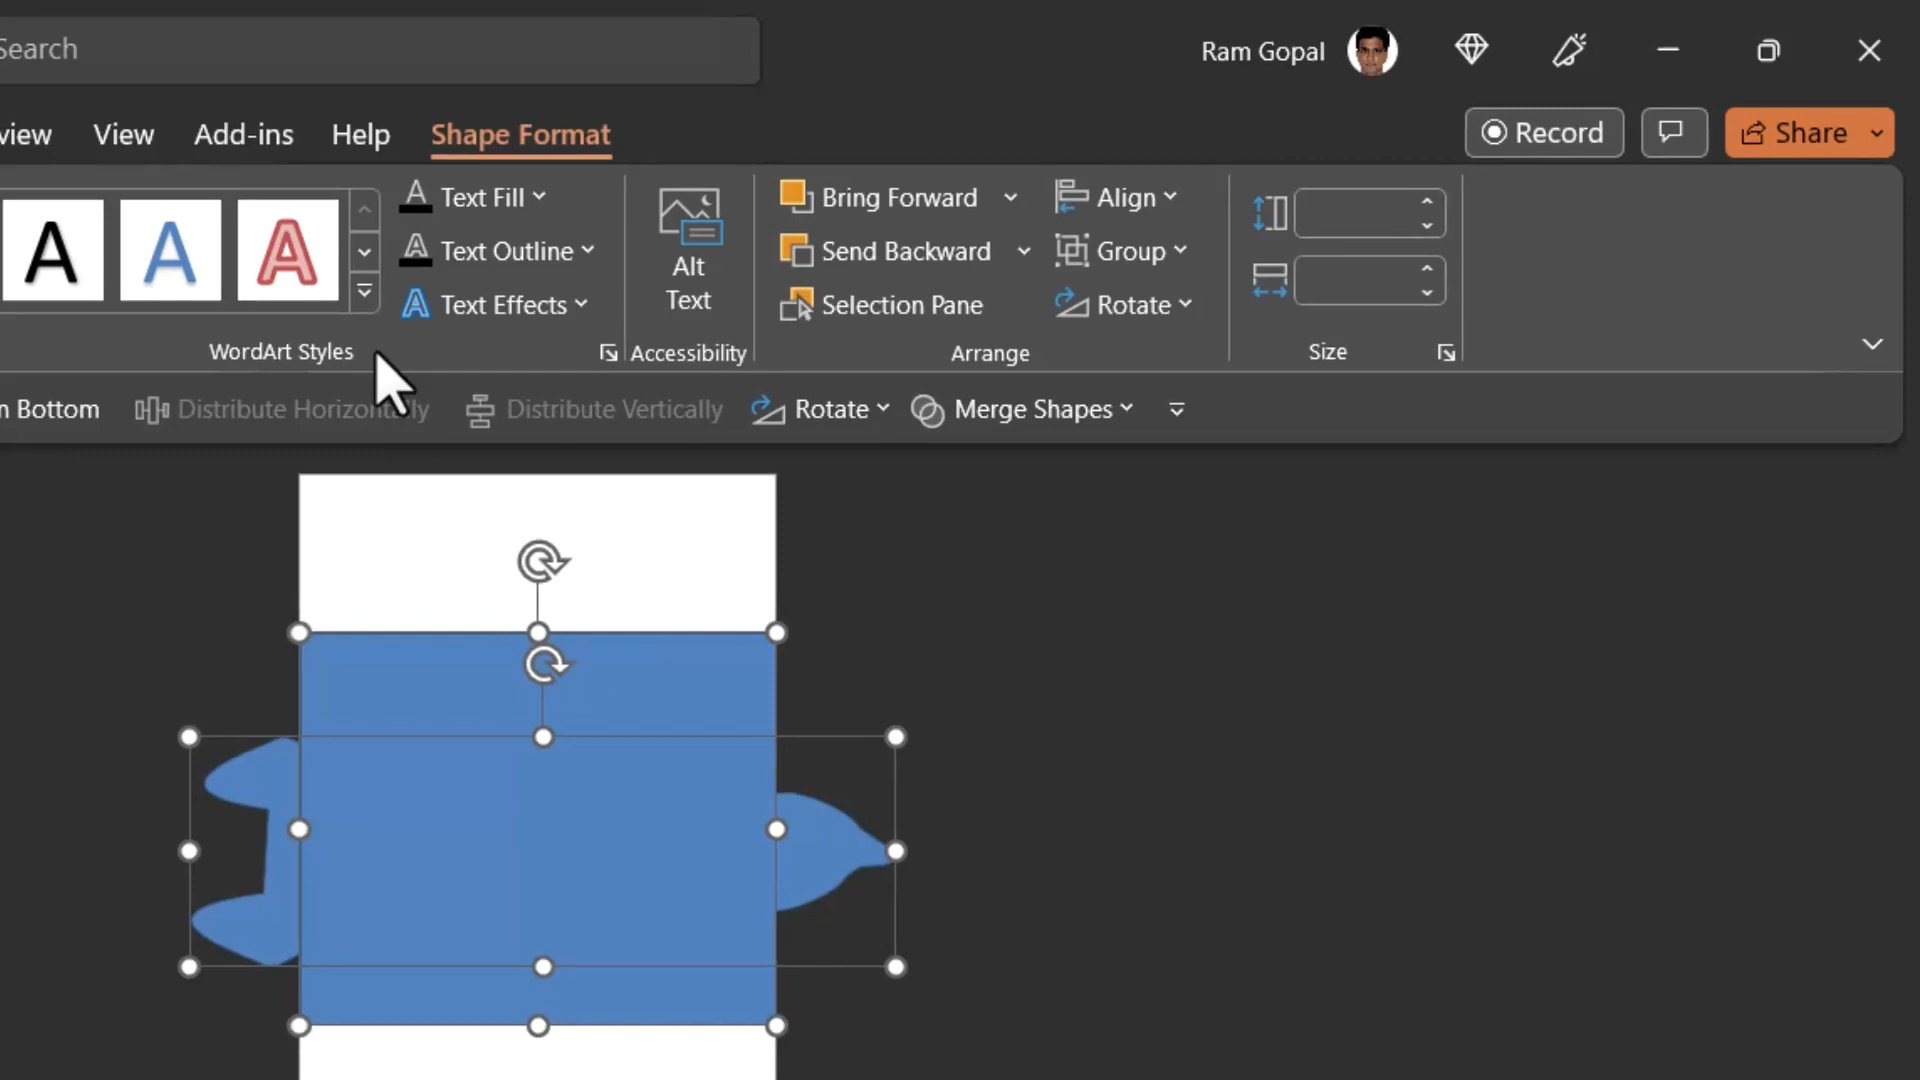 Search
Ram Gopal
view View Add-ins Help Shape Format
Record
Share
A A A
Text Fill
Text Outline
Text Effects
WordArt Styles
Alt
Text
Accessibility
Bring Forward
Send Backward
Selection Pane
Align
Group
Rotate
Arrange
Size
n Bottom
Distribute Horizontally
Distribute Vertically
Rotate
Merge Shapes